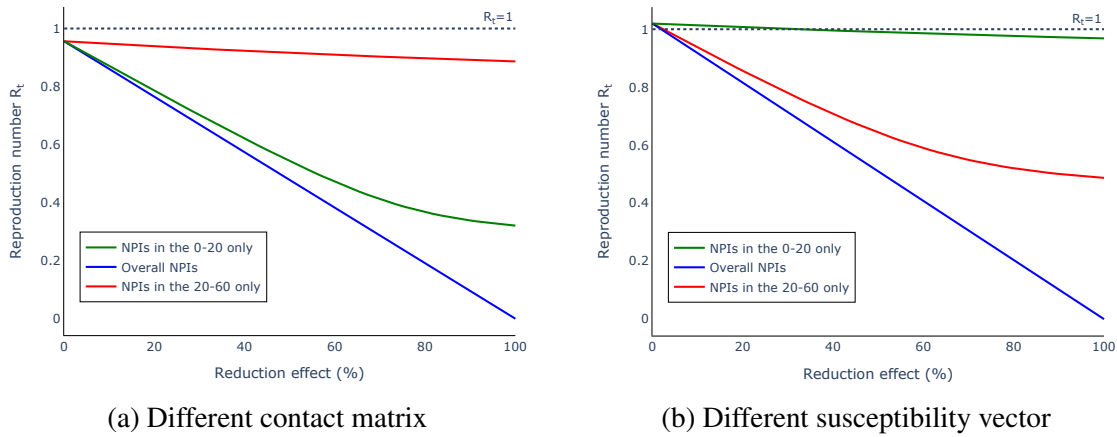 R_t=1
1
0.8
0.6
0.4
0.2
0
Reproduction number R_t
NPIs in the 0-20 only
Overall NPIs
NPIs in the 20-60 only
0 20 40 60 80 100
Reduction effect (%)
(a) Different contact matrix
R_t=1
1
0.8
0.6
0.4
0.2
0
Reproduction number R_t
NPIs in the 0-20 only
Overall NPIs
NPIs in the 20-60 only
0 20 40 60 80 100
Reduction effect (%)
(b) Different susceptibility vector